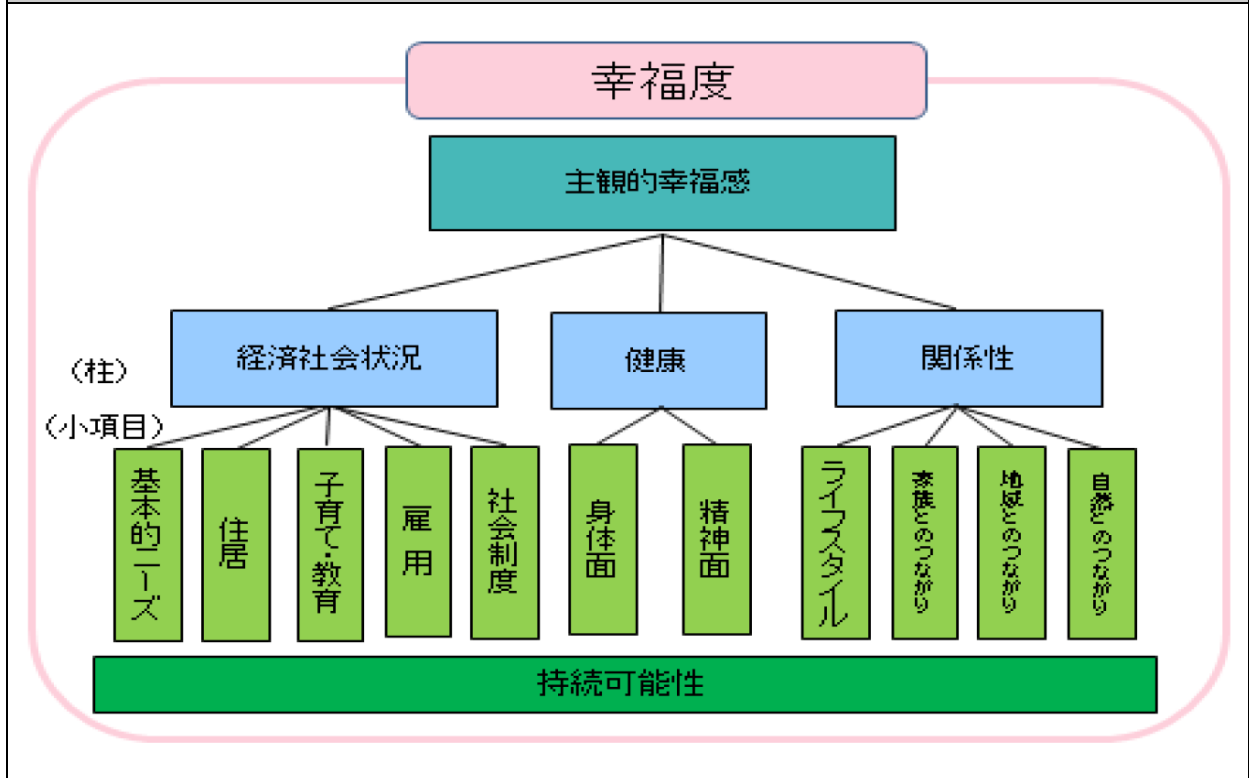 幸福度
主観的幸福感
経済社会状況
健康
関係性
（柱）
（小項目）
基本的ニーズ
住居
子育て・教育
雇用
社会制度
身体面
精神面
ライフスタイル
家族とのつながり
地域とのつながり
自然とのつながり
持続可能性